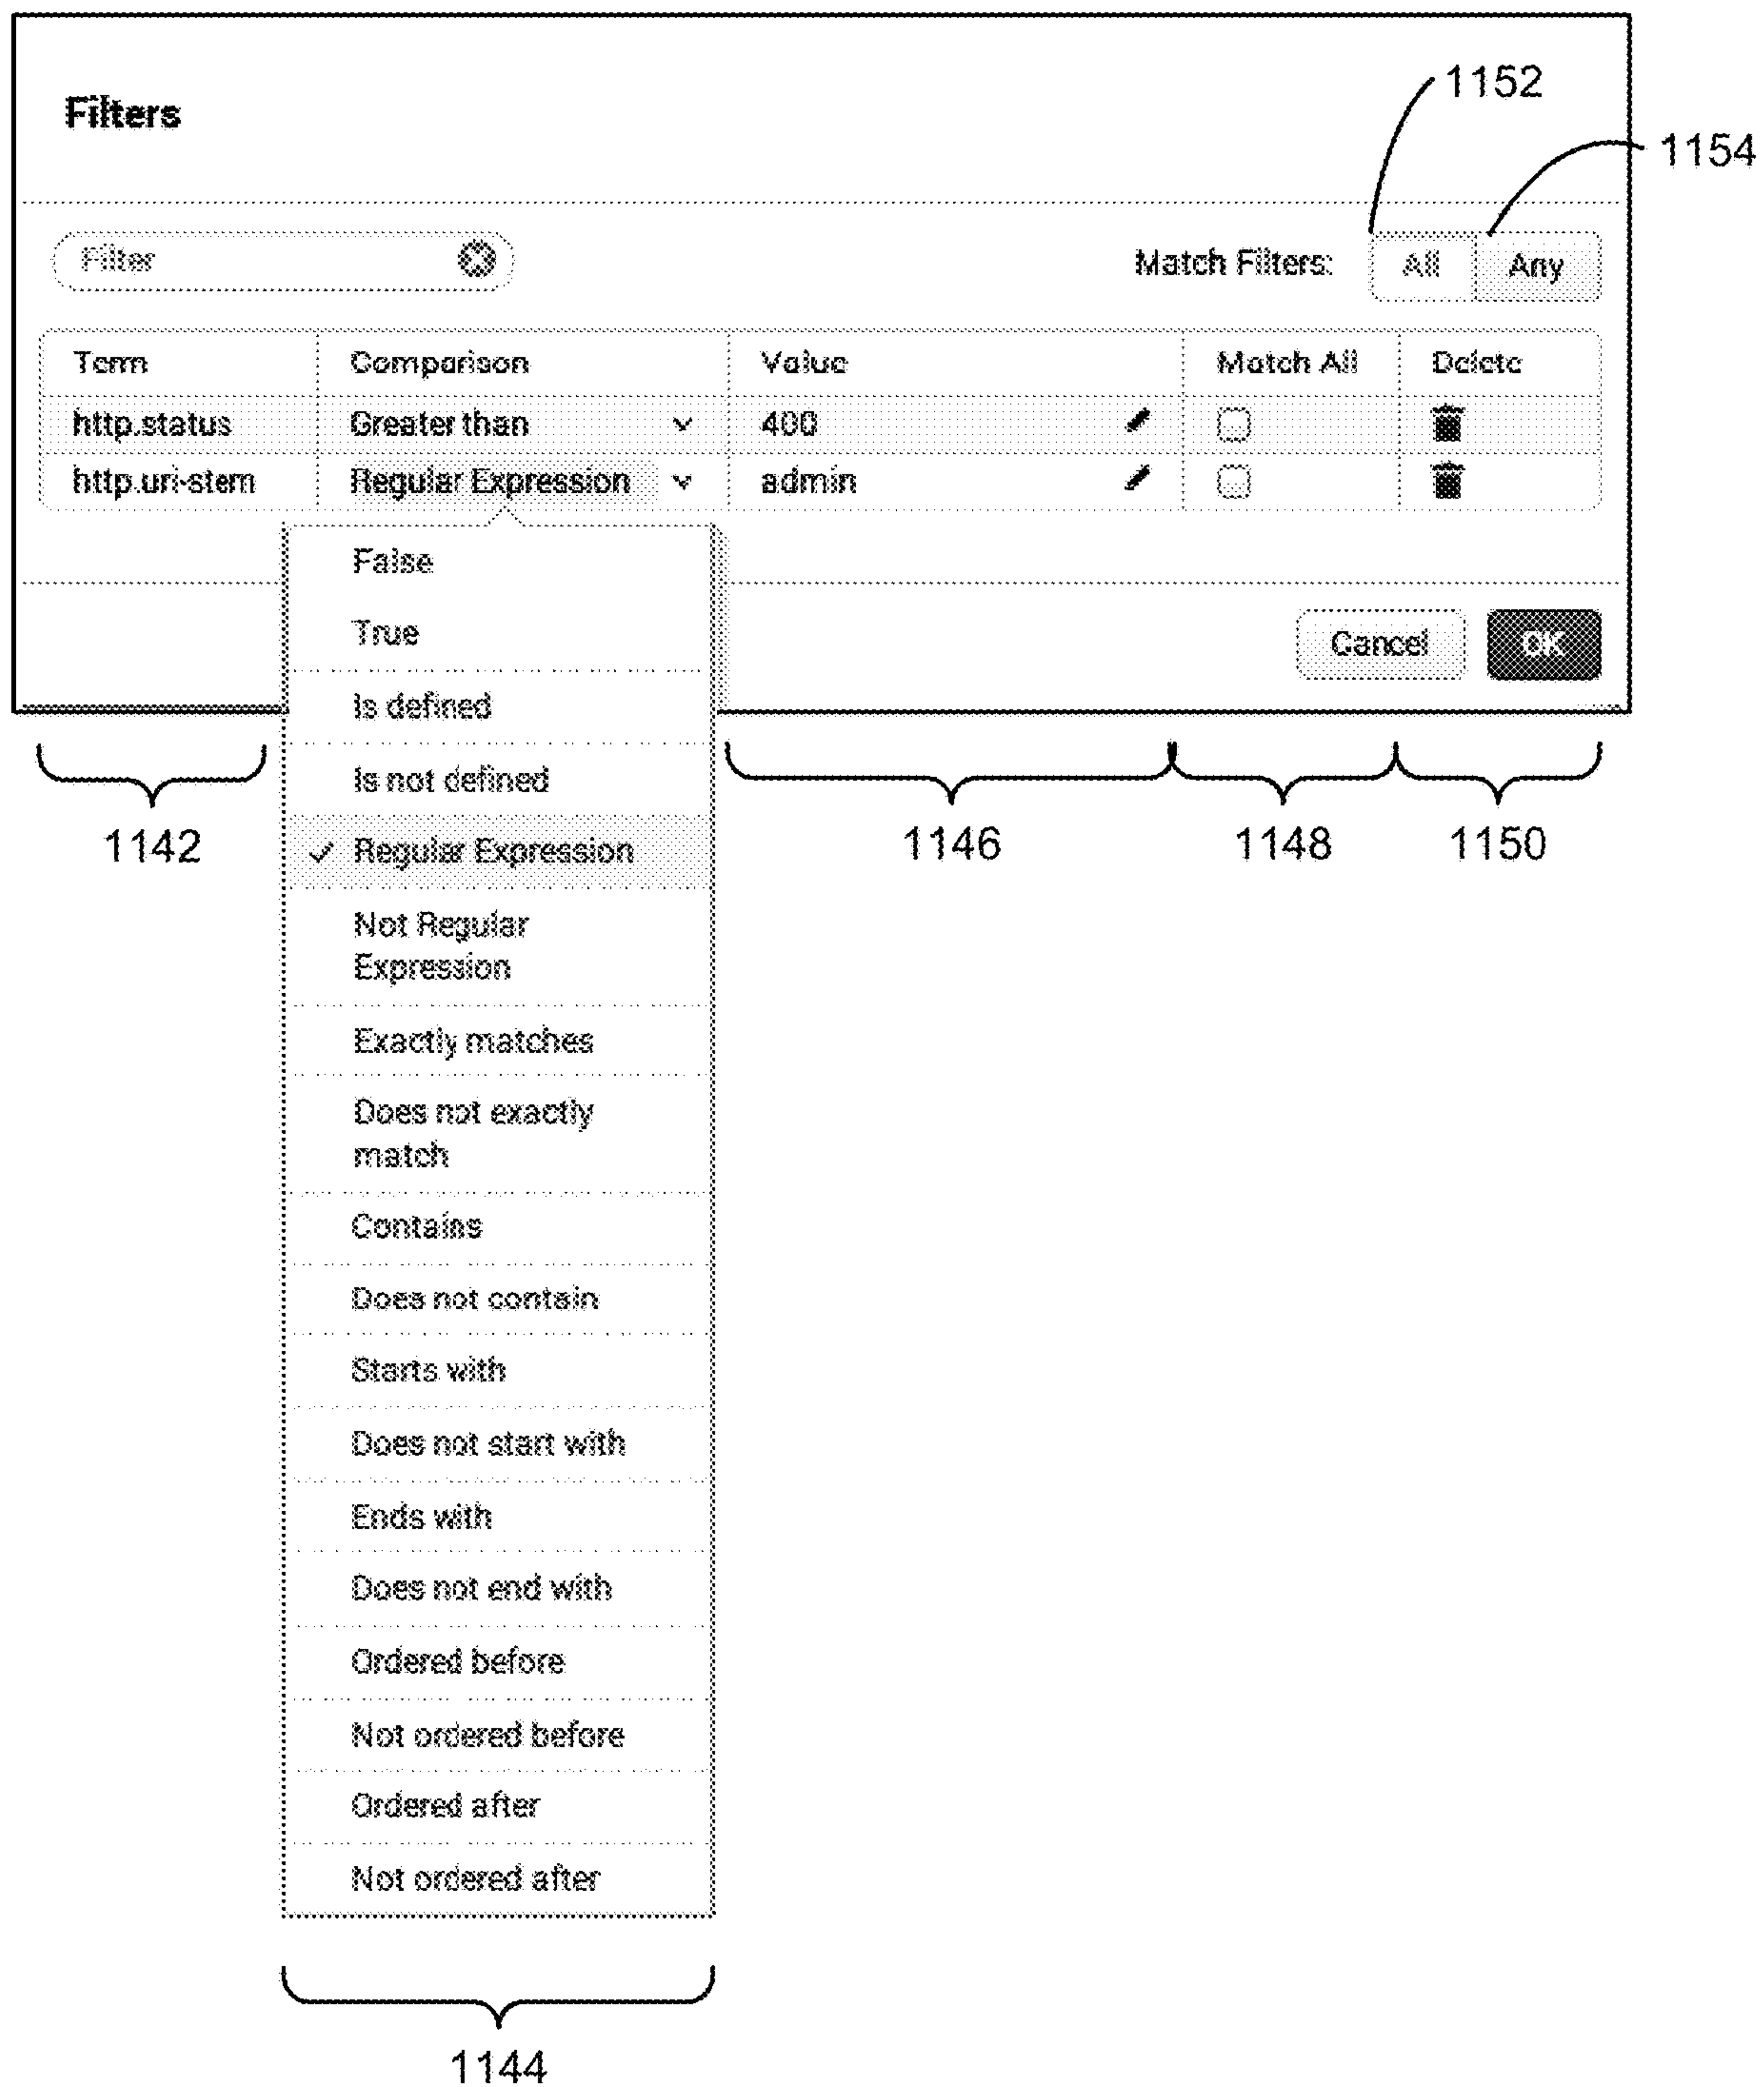 Filters
1152
1154
Filter
Match Filters:
All
Any
Term
Comparison
Value
Match All
Delete
http.status
Greater than
400
http.uri-stem
Regular Expression
admin
False
True
Cancel
OK
Is defined
Is not defined
Regular Expression
Not Regular
Expression
Exactly matches
Does not exactly
match
Contains
Does not contain
Starts with
Does not start with
Ends with
Does not end with
Ordered before
Not ordered before
Ordered after
Not ordered after
1142
1146
1148
1150
1144